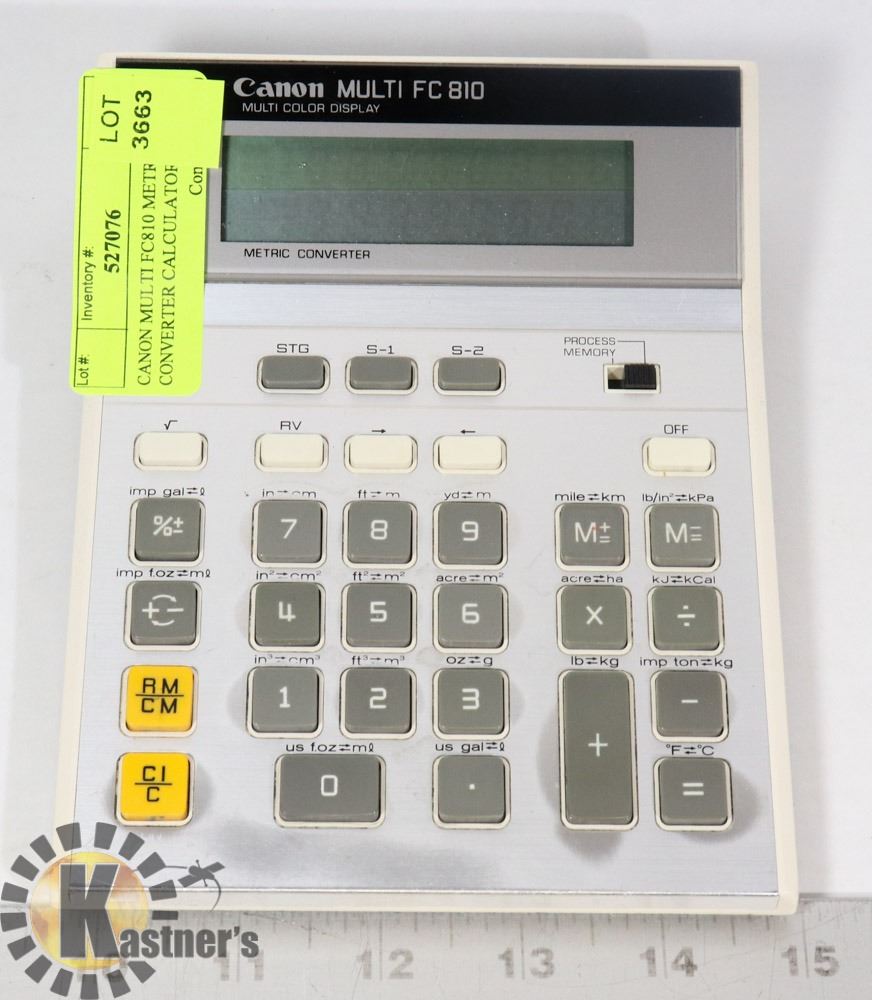 Canon MULTI FC 810
MULTI COLOR DISPLAY
METRIC CONVERTER
LOT
3663
Lot #:
Inventory #:
527076
CANON MULTI FC810 METR
CONVERTER CALCULATOR
Con
STG S-1 S-2
PROCESS
MEMORY
√ RV → ← OFF
imp gal⇄ℓ in⇄cm ft⇄m yd⇄m mile⇄km lb/in²⇄kPa
%± 7 8 9 M± M=
imp f.oz⇄mℓ in²⇄cm² ft²⇄m² acre⇄m² acre⇄ha kJ⇄kCal
+− 4 5 6 X ÷
in³⇄cm³ ft³⇄m³ oz⇄g lb⇄kg imp ton⇄kg
RM
CM
1 2 3 + −
us f.oz⇄mℓ us gal⇄ℓ °F⇄°C
CI
C
0 . =
Kastner's
11 12 13 14 15